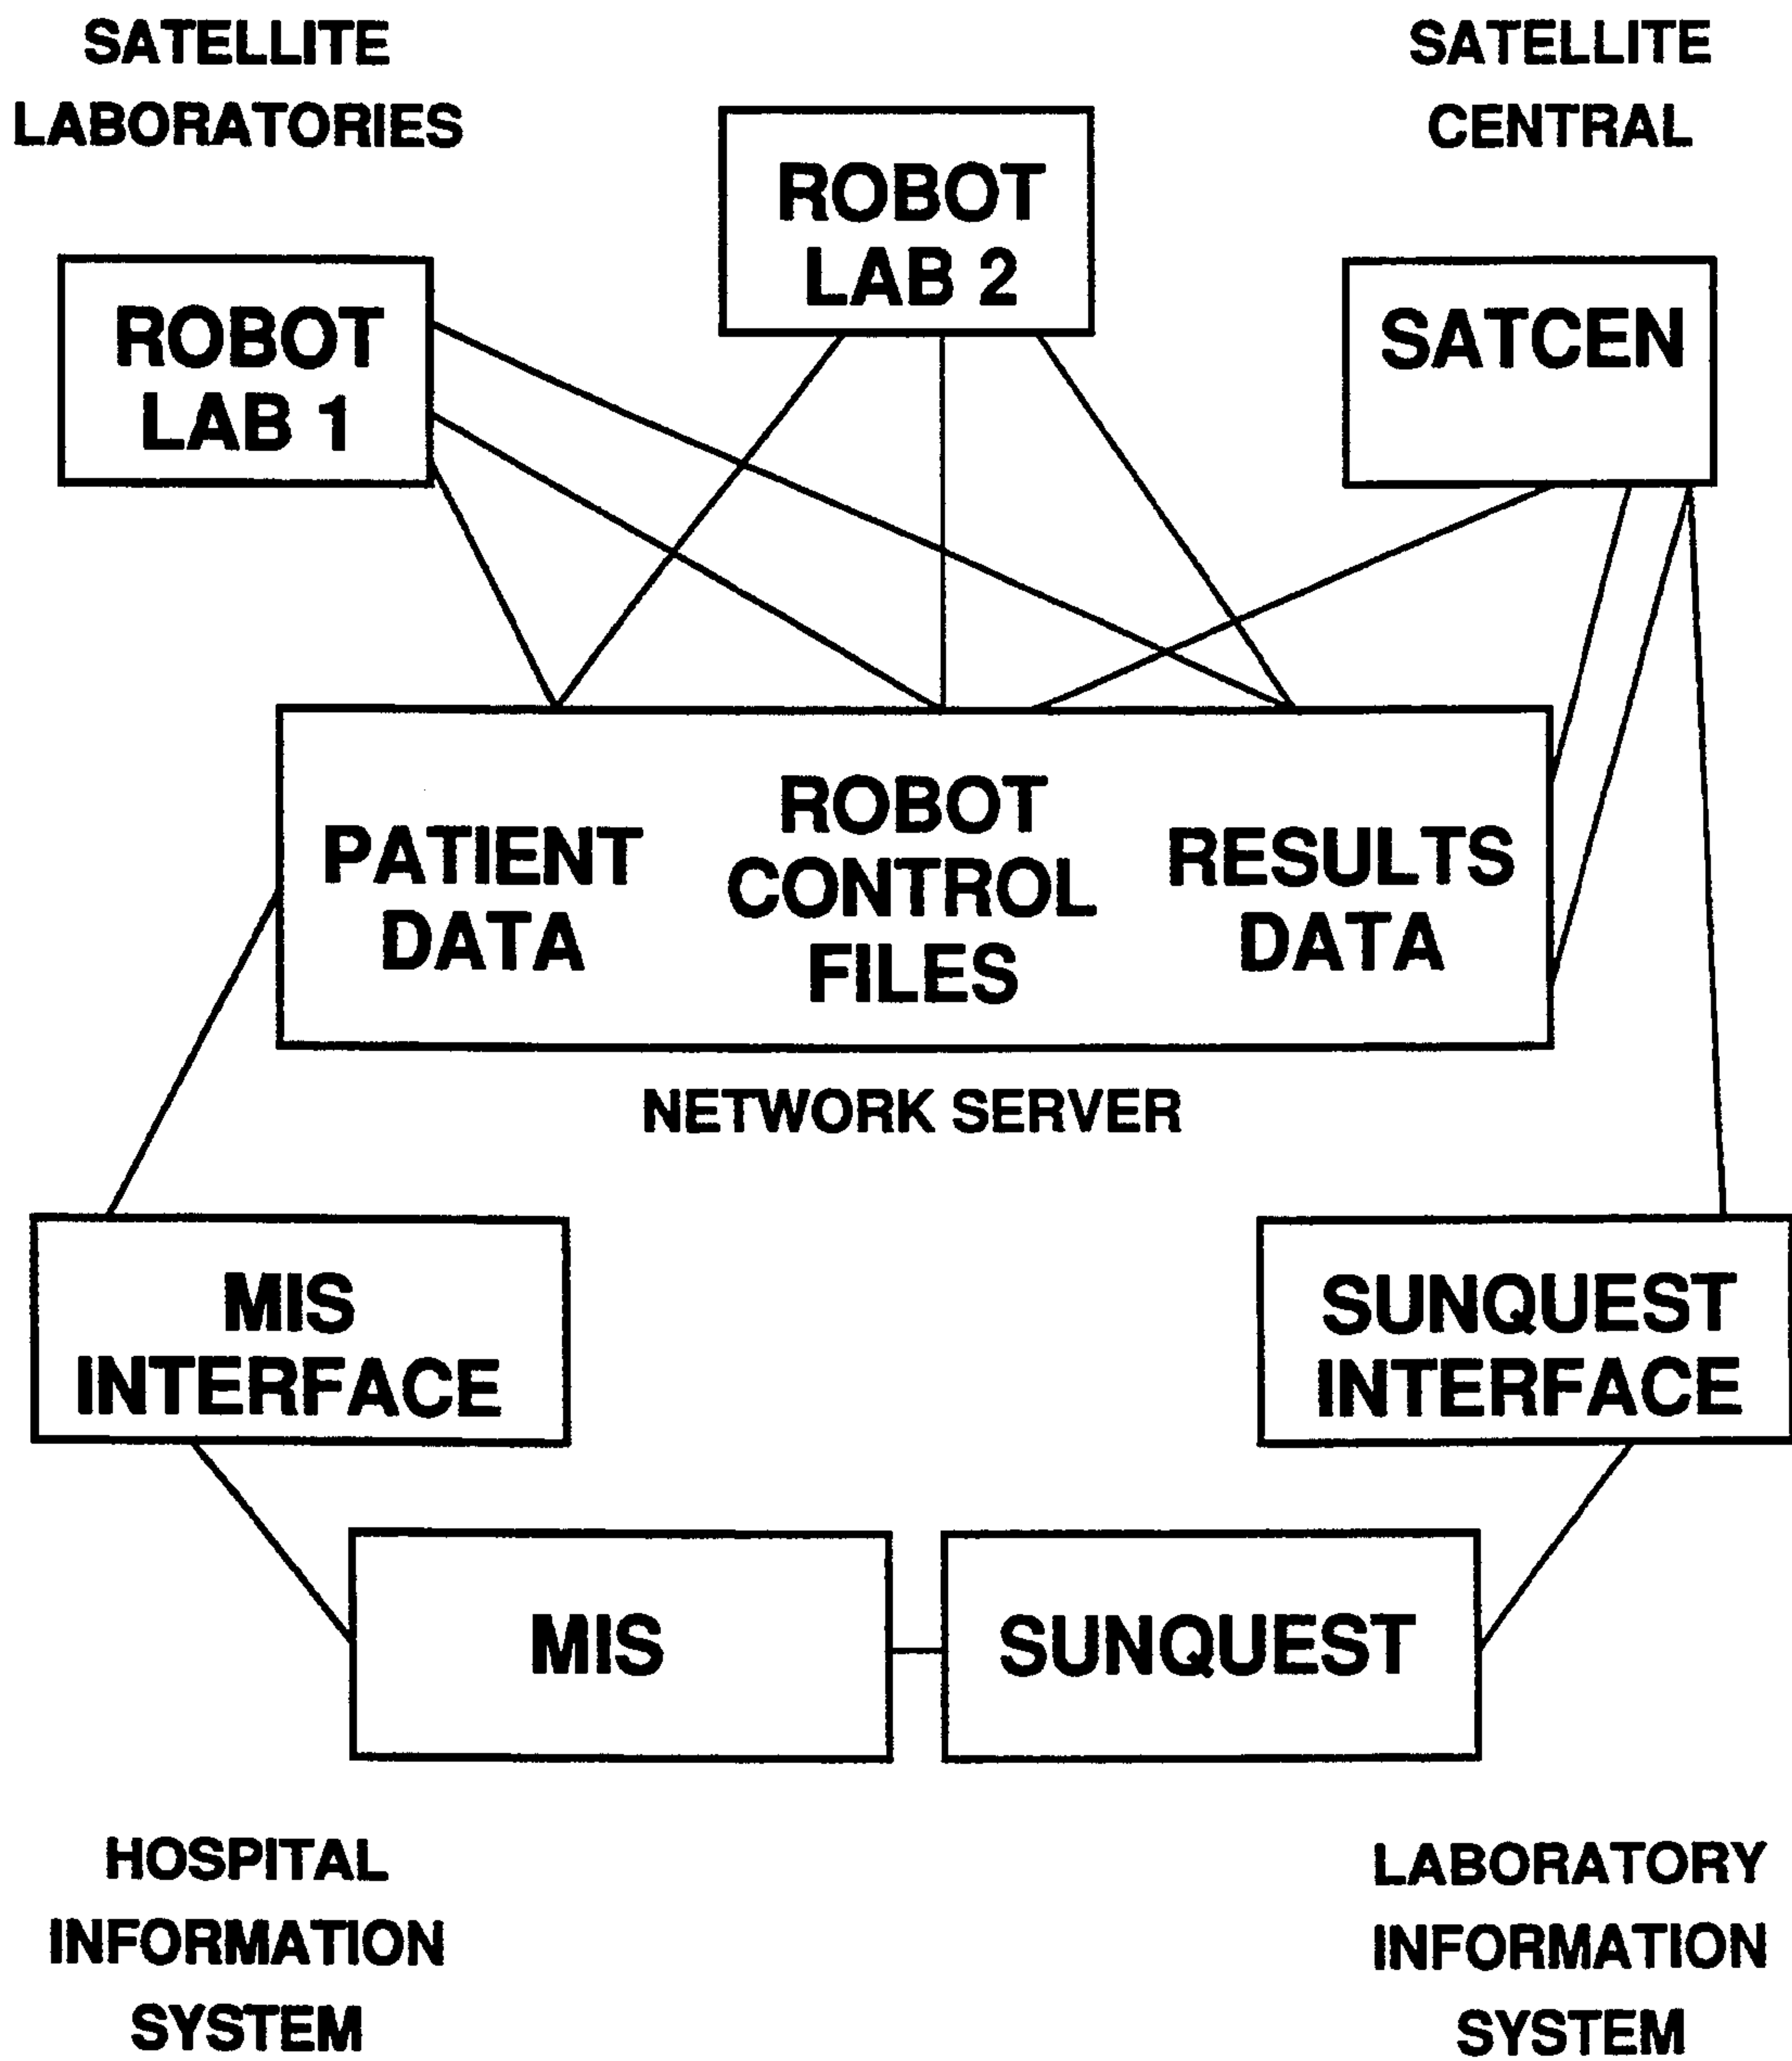 SATELLITE
LABORATORIES
SATELLITE
CENTRAL
ROBOT
LAB 2
ROBOT
LAB 1
SATCEN
PATIENT
DATA
ROBOT
CONTROL
FILES
RESULTS
DATA
NETWORK SERVER
MIS
INTERFACE
SUNQUEST
INTERFACE
MIS
SUNQUEST
HOSPITAL
INFORMATION
SYSTEM
LABORATORY
INFORMATION
SYSTEM